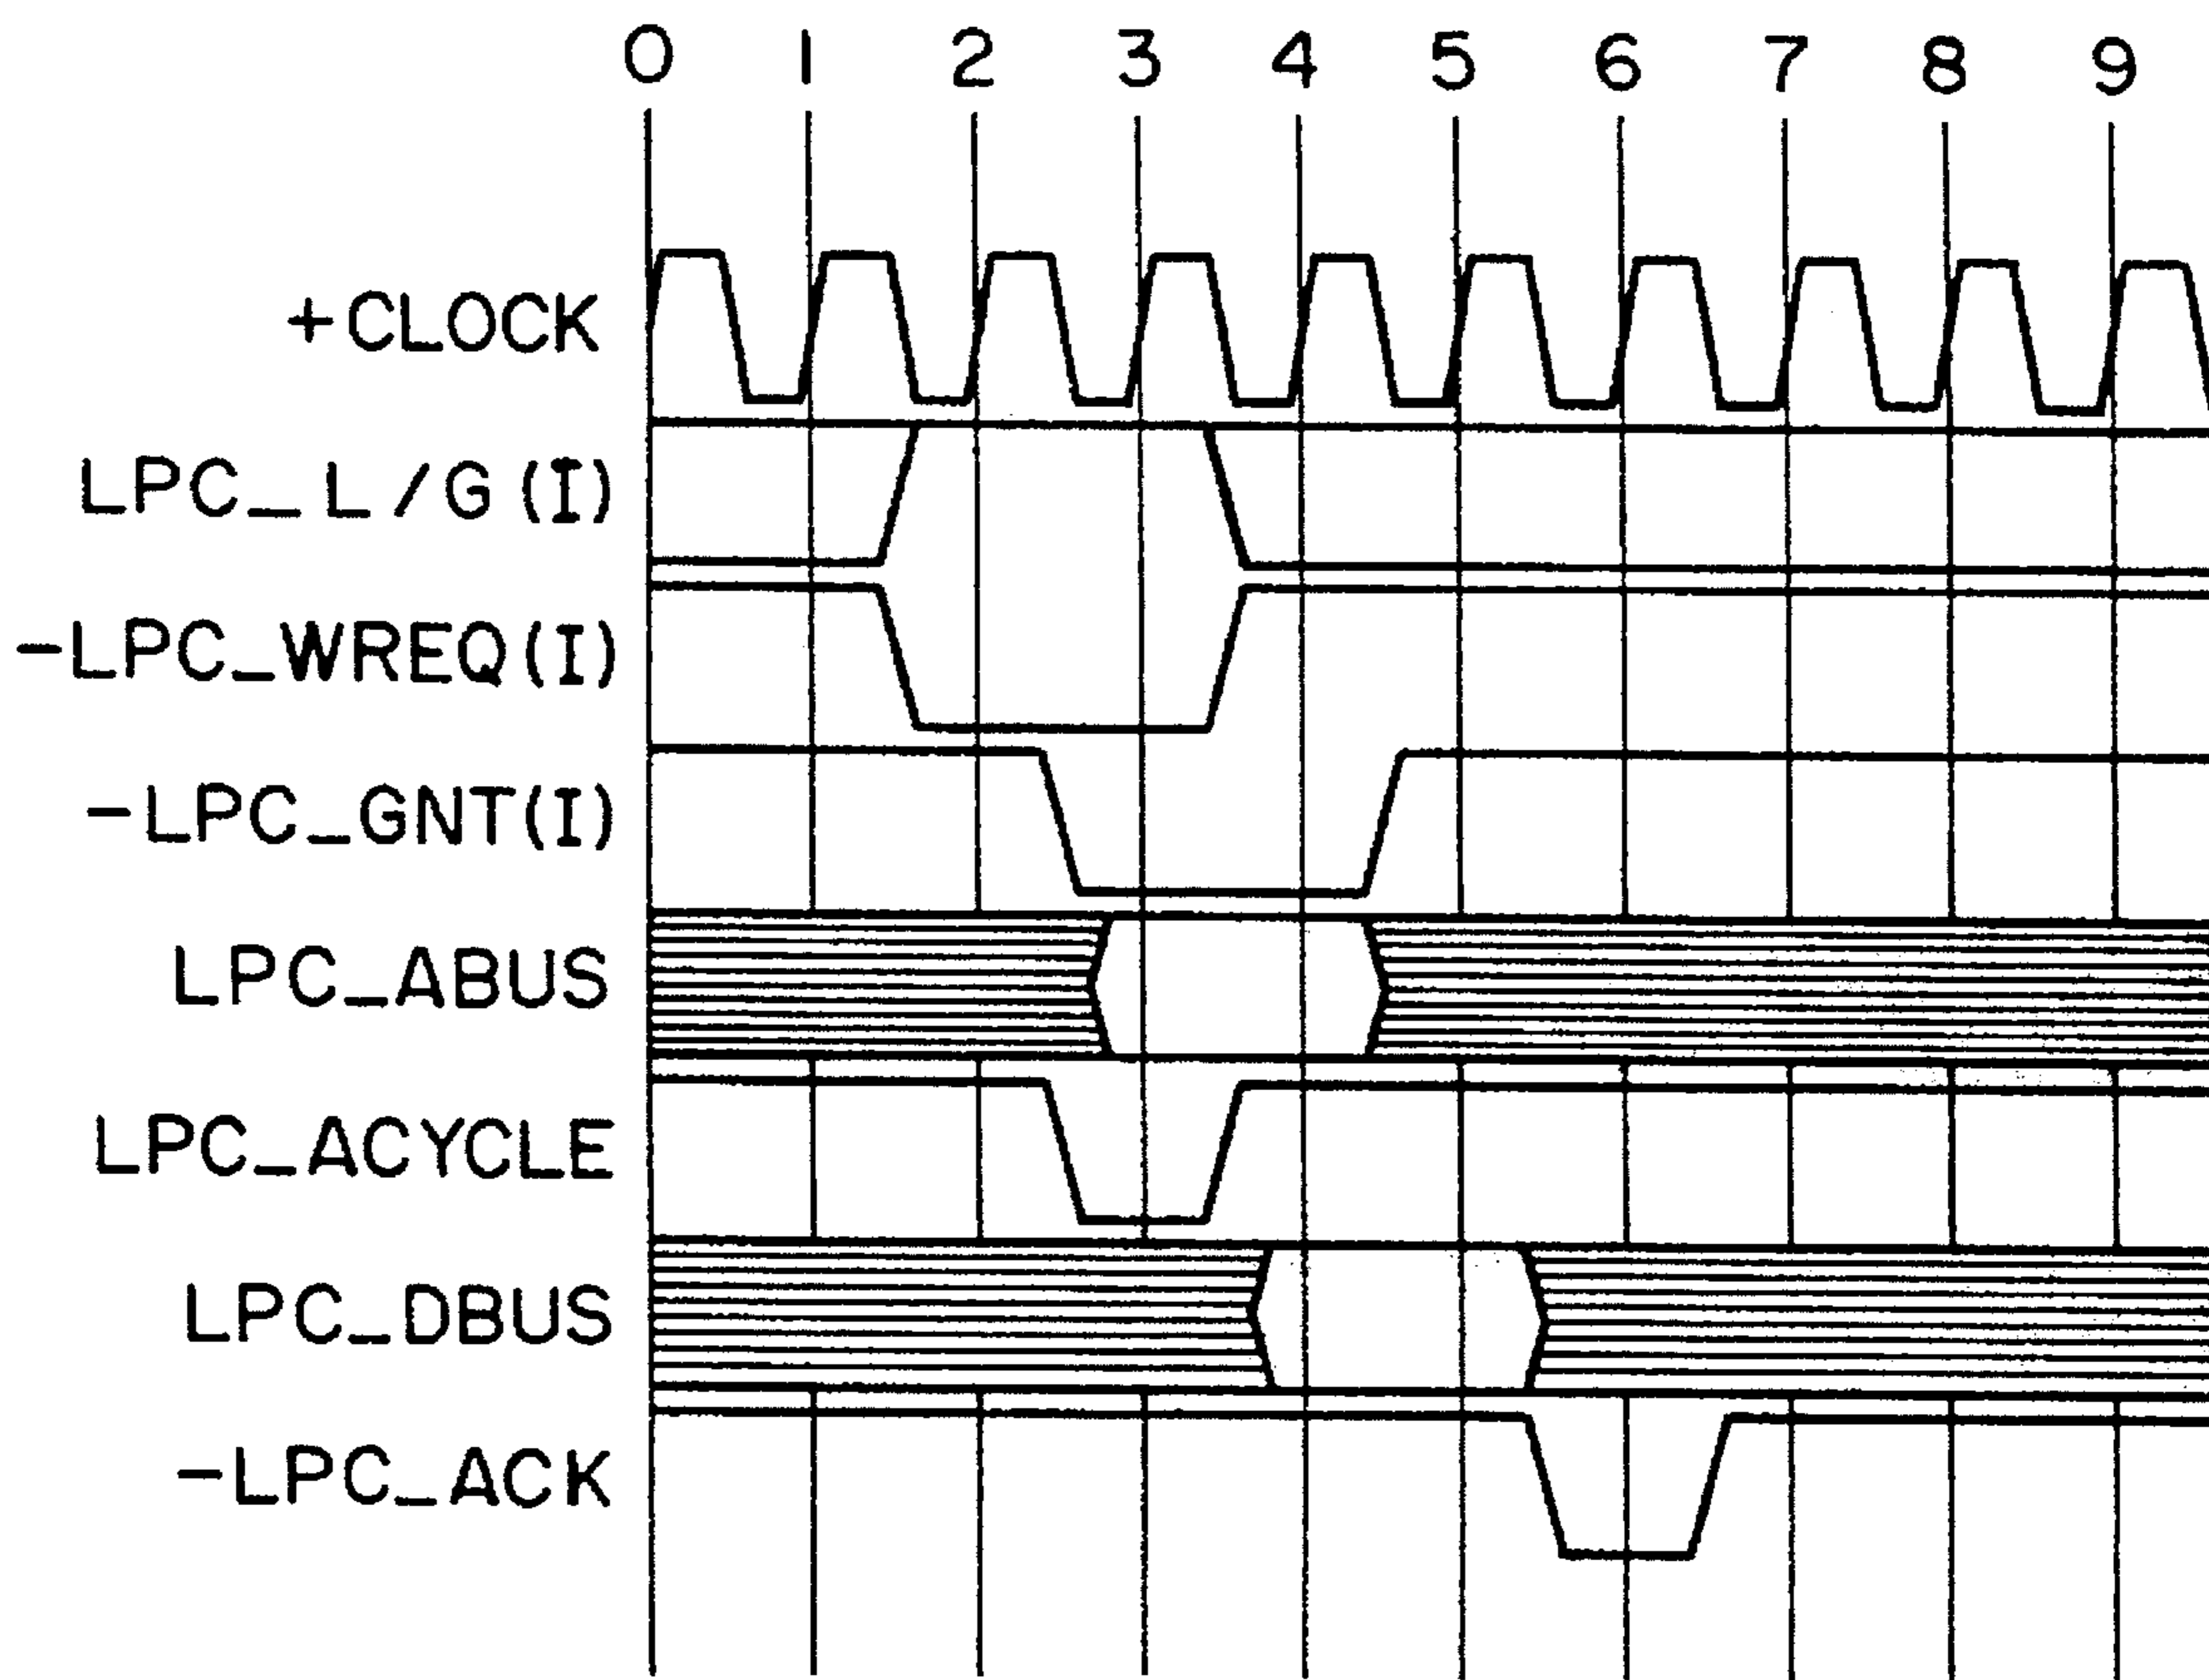 0 1 2 3 4 5 6 7 8 9
+CLOCK
LPC_L/G(I)
-LPC_WREQ(I)
-LPC_GNT(I)
LPC_ABUS
LPC_ACYCLE
LPC_DBUS
-LPC_ACK